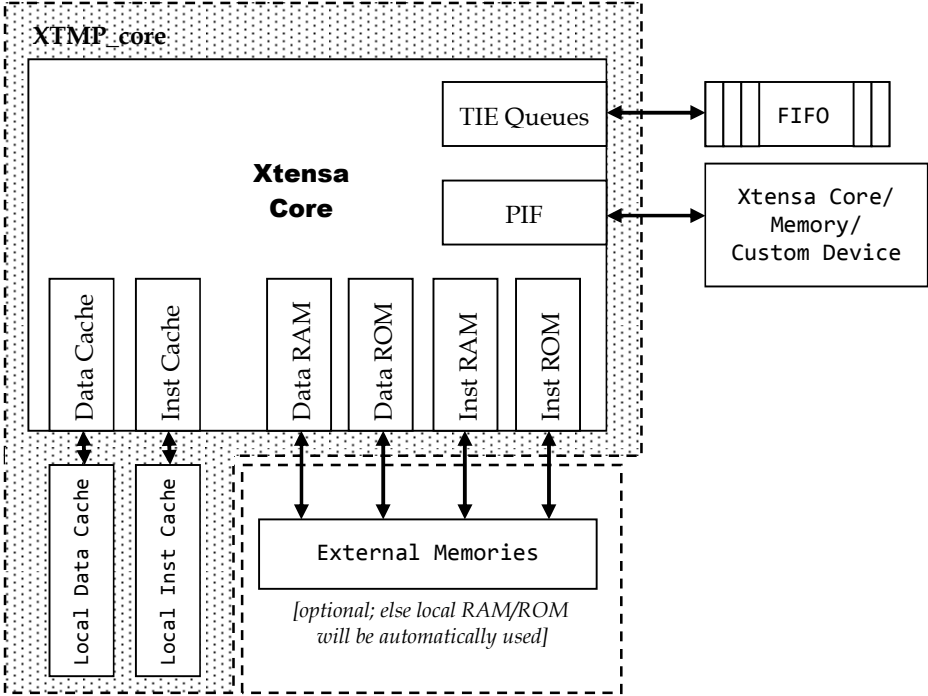 XTMP_core
TIE Queues
FIFO
Xtensa
Core
PIF
Xtensa Core/
Memory/
Custom Device
Data Cache
Inst Cache
Data RAM
Data ROM
Inst RAM
Inst ROM
Local Data Cache
Local Inst Cache
External Memories
[optional; else local RAM/ROM
will be automatically used]